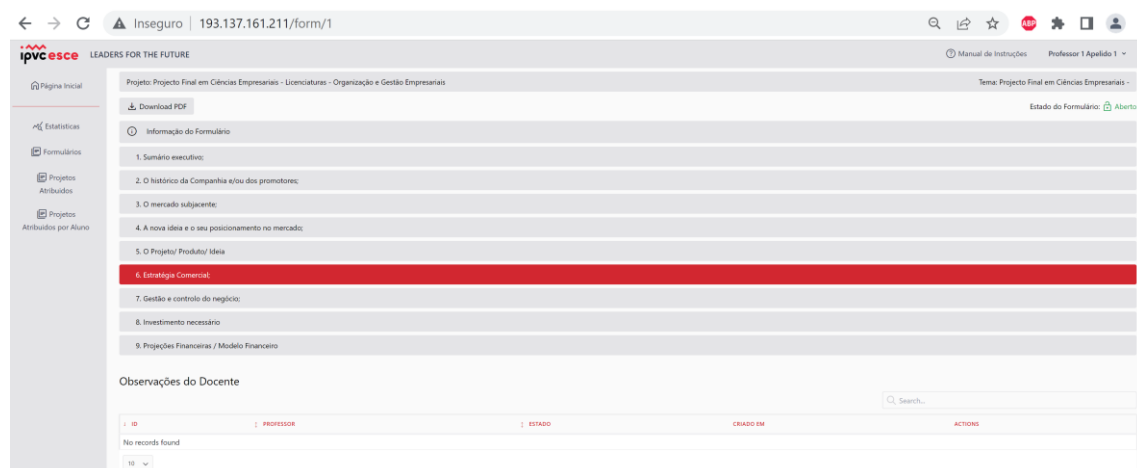 Inseguro | 193.137.161.211/form/1
ABP
ipvc esce LEADERS FOR THE FUTURE
Manual de Instruções Professor 1 Apelido 1
Página Inicial
Estatísticas
Formulários
Projetos
Atribuidos
Projetos
Atribuidos por Aluno
Projeto: Projecto Final em Ciências Empresariais - Licenciaturas - Organização e Gestão Empresariais
Tema: Projecto Final em Ciências Empresariais -
Download PDF
Estado do Formulário: Aberto
Informação do Formulário
1. Sumário executivo;
2. O histórico da Companhia e/ou dos promotores;
3. O mercado subjacente;
4. A nova ideia e o seu posicionamento no mercado;
5. O Projeto/ Produto/ Ideia
6. Estratégia Comercial;
7. Gestão e controlo do negócio;
8. Investimento necessário
9. Projeções Financeiras / Modelo Financeiro
Observações do Docente
Search...
ID PROFESSOR ESTADO CRIADO EM ACTIONS
No records found
10